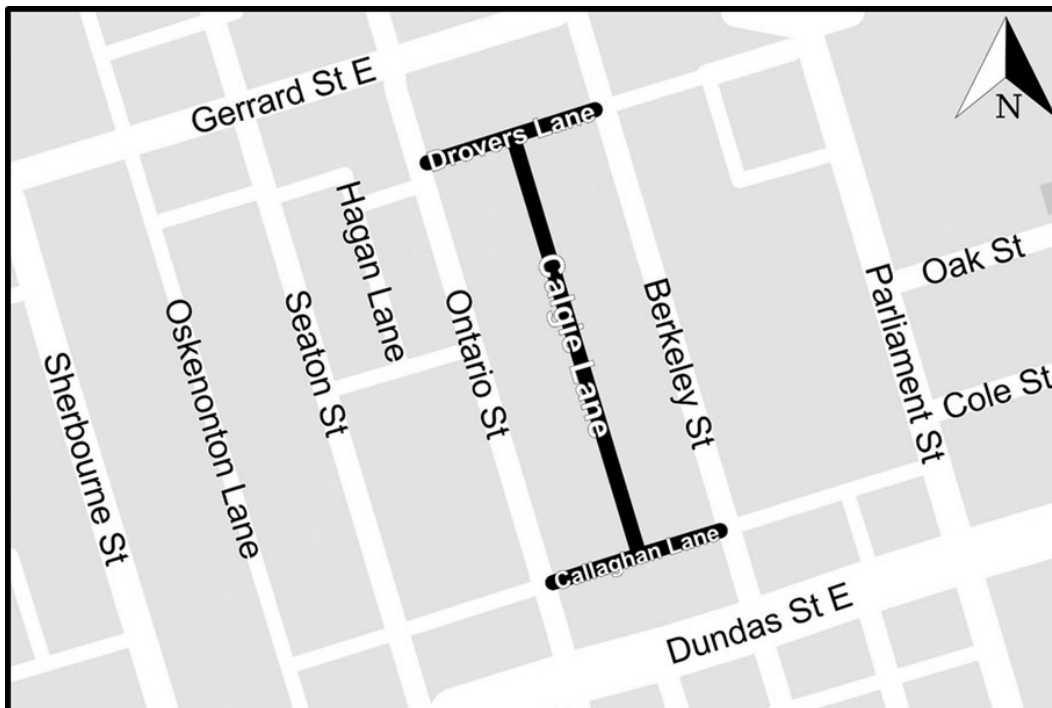 Gerrard St E
Drovers Lane
N
Hagan Lane
Calgie Lane
Oak St
Parliament St
Berkeley St
Ontario St
Seaton St
Oskenonton Lane
Sherbourne St
Cole St
Callaghan Lane
Dundas St E